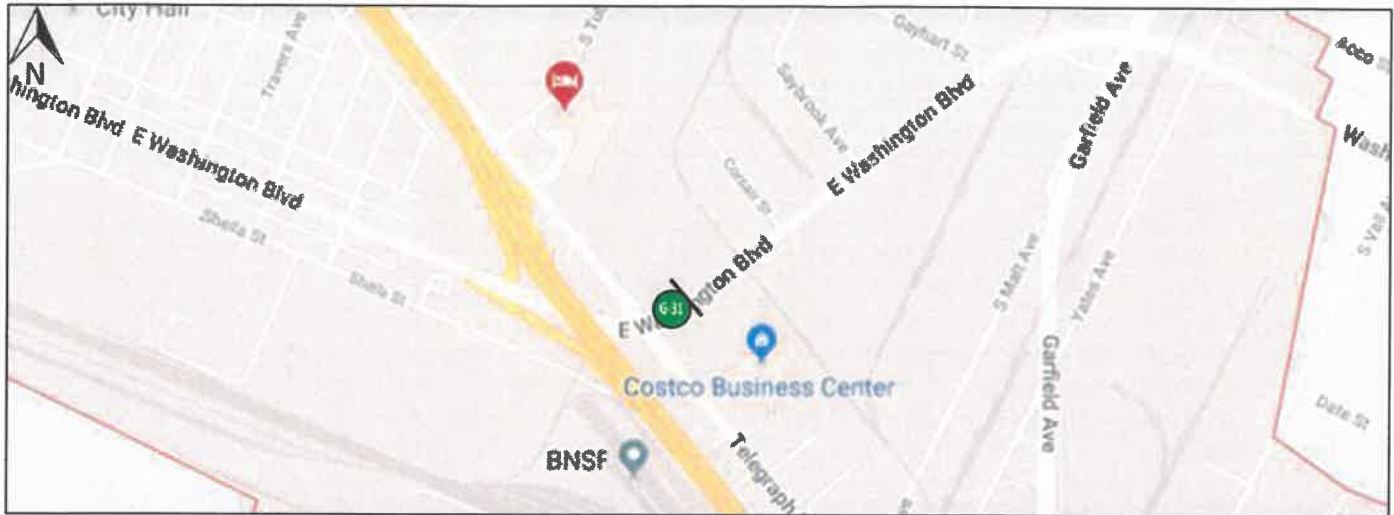 City Hall
N
Travers Ave
S Tu
Gayhart St
Acco S
hington Blvd
E Washington Blvd
Saybrook Ave
E Washington Blvd
Garfield Ave
Wash
Corsair St
Sheila St
S Vail A
Sheila St
E W
ngton Blvd
G-31
S Malt Ave
Yates Ave
Costco Business Center
Garfield Ave
Date St
BNSF
Telegraph
ve